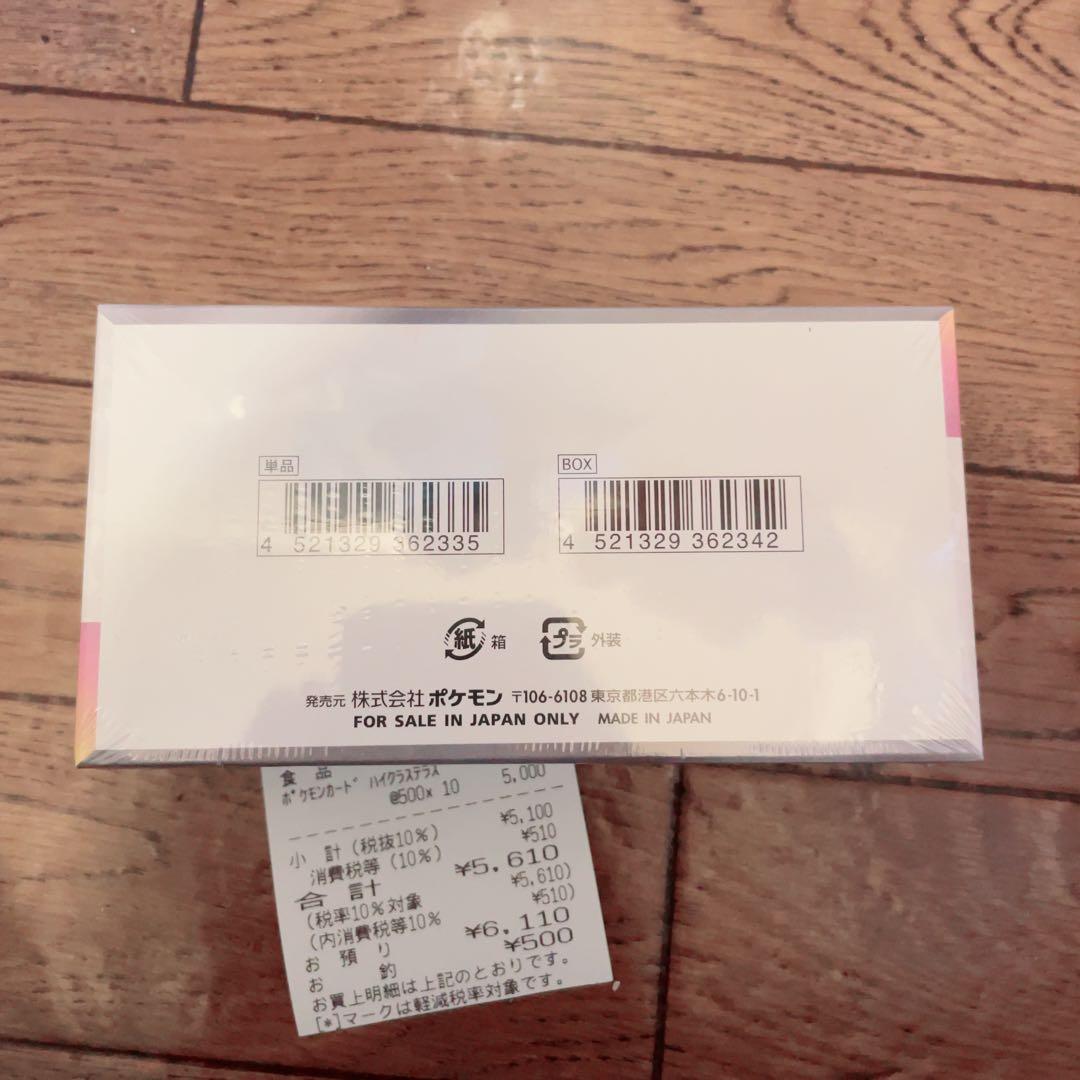 単品
BOX
4 521329 362335
4 521329 362342
紙 箱
プラ 外装
発売元 株式会社ポケモン 〒106-6108 東京都港区六本木6-10-1
FOR SALE IN JAPAN ONLY MADE IN JAPAN
食品
ポケモンカード ハイクラステラス 5,000
@500x 10
小 計(税抜10%) ¥5,100
消費税等(10%) ¥510
合 計 ¥5,610
(税率10%対象 ¥5,610)
(内消費税等10% ¥510)
お 預 り ¥6,110
お 釣 ¥500
お買上明細は上記のとおりです。
[*]マークは軽減税率対象です。